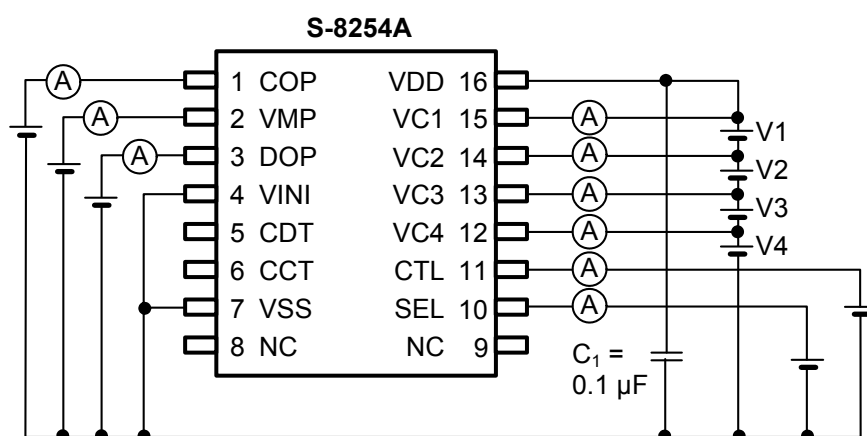 S-8254A
A
A
A
1 COP
2 VMP
3 DOP
4 VINI
5 CDT
6 CCT
7 VSS
8 NC
VDD 16
VC1 15
VC2 14
VC3 13
VC4 12
CTL 11
SEL 10
NC 9
A
A
A
A
A
A
V1
V2
V3
V4
C₁ =
0.1 µF